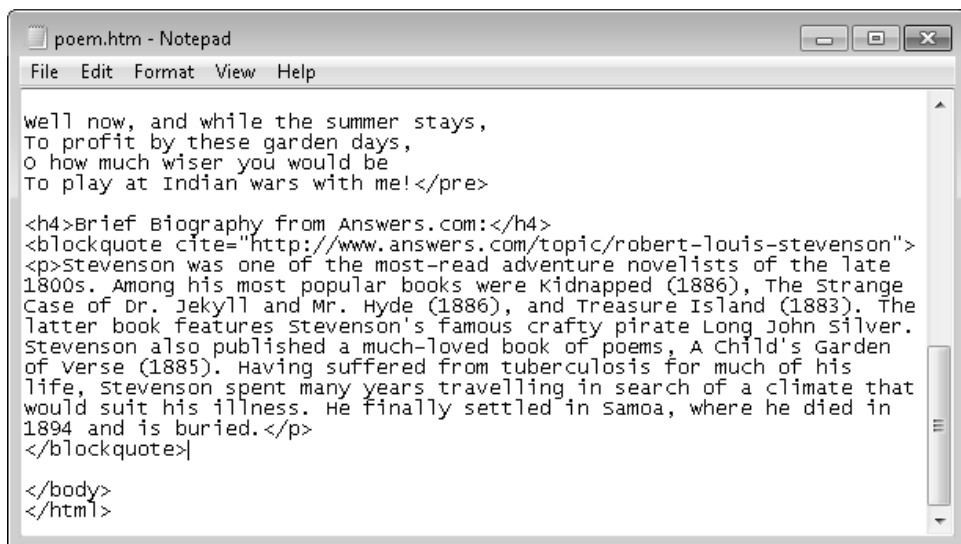 poem.htm - Notepad
File Edit Format View Help
Well now, and while the summer stays,
To profit by these garden days,
O how much wiser you would be
To play at Indian wars with me!</pre>
<h4>Brief Biography from Answers.com:</h4>
<blockquote cite="http://www.answers.com/topic/robert-louis-stevenson">
<p>Stevenson was one of the most-read adventure novelists of the late
1800s. Among his most popular books were Kidnapped (1886), The Strange
Case of Dr. Jekyll and Mr. Hyde (1886), and Treasure Island (1883). The
latter book features Stevenson's famous crafty pirate Long John Silver.
Stevenson also published a much-loved book of poems, A Child's Garden
of Verse (1885). Having suffered from tuberculosis for much of his
life, Stevenson spent many years travelling in search of a climate that
would suit his illness. He finally settled in Samoa, where he died in
1894 and is buried.</p>
</blockquote>
</body>
</html>